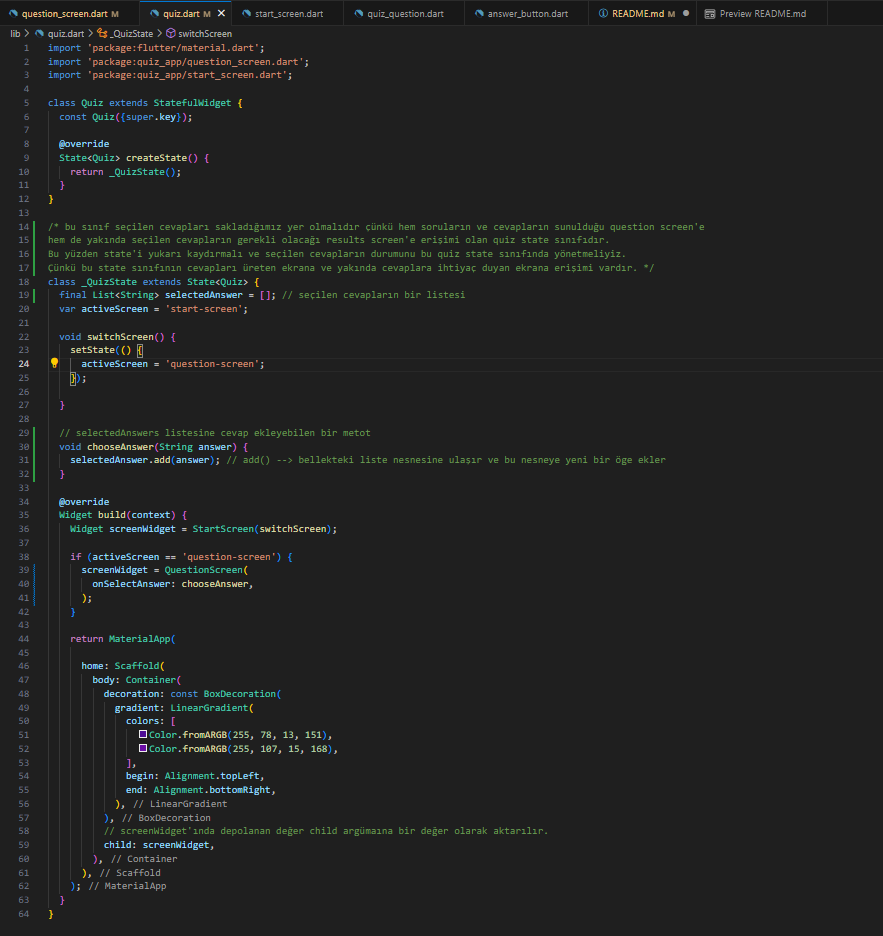 question_screen.dart M
quiz.dart M
start_screen.dart
quiz_question.dart
answer_button.dart
README.md M
Preview README.md
lib > quiz.dart > _QuizState > switchScreen
1 import 'package:flutter/material.dart';
2 import 'package:quiz_app/question_screen.dart';
3 import 'package:quiz_app/start_screen.dart';
4
5 class Quiz extends StatefulWidget {
6 const Quiz({super.key});
7
8 @override
9 State<Quiz> createState() {
10 return _QuizState();
11 }
12 }
13
14 /* bu sınıf seçilen cevapları sakladığımız yer olmalıdır çünkü hem soruların ve cevapların sunulduğu question screen'e
15 hem de yakında seçilen cevapların gerekli olacağı results screen'e erişimi olan quiz state sınıfıdır.
16 Bu yüzden state'i yukarı kaydırmalı ve seçilen cevapların durumunu bu quiz state sınıfında yönetmeliyiz.
17 Çünkü bu state sınıfının cevapları üreten ekrana ve yakında cevaplara ihtiyaç duyan ekrana erişimi vardır. */
18 class _QuizState extends State<Quiz> {
19 final List<String> selectedAnswer = []; // seçilen cevapların bir listesi
20 var activeScreen = 'start-screen';
21
22 void switchScreen() {
23 setState(() {
24 activeScreen = 'question-screen';
25 });
26
27 }
28
29 // selectedAnswers listesine cevap ekleyebilen bir metot
30 void chooseAnswer(String answer) {
31 selectedAnswer.add(answer); // add() --> bellekteki liste nesnesine ulaşır ve bu nesneye yeni bir öge ekler
32 }
33
34 @override
35 Widget build(context) {
36 Widget screenWidget = StartScreen(switchScreen);
37
38 if (activeScreen == 'question-screen') {
39 screenWidget = QuestionScreen(
40 onSelectAnswer: chooseAnswer,
41 );
42 }
43
44 return MaterialApp(
45
46 home: Scaffold(
47 body: Container(
48 decoration: const BoxDecoration(
49 gradient: LinearGradient(
50 colors: [
51 Color.fromARGB(255, 78, 13, 151),
52 Color.fromARGB(255, 107, 15, 168),
53 ],
54 begin: Alignment.topLeft,
55 end: Alignment.bottomRight,
56 ), // LinearGradient
57 ), // BoxDecoration
58 // screenWidget'ında depolanan değer child argümaına bir değer olarak aktarılır.
59 child: screenWidget,
60 ), // Container
61 ), // Scaffold
62 ); // MaterialApp
63 }
64 }